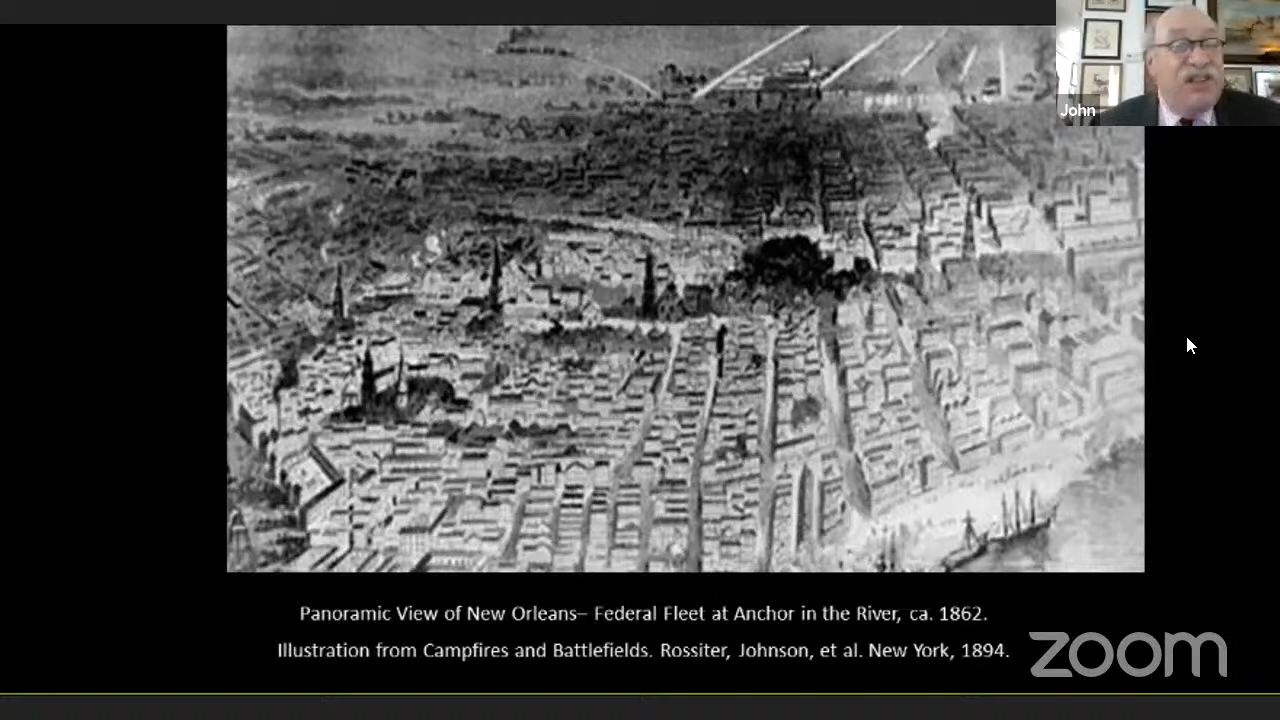 John
Panoramic View of New Orleans– Federal Fleet at Anchor in the River, ca. 1862.
Illustration from Campfires and Battlefields. Rossiter, Johnson, et al. New York, 1894.
zoom